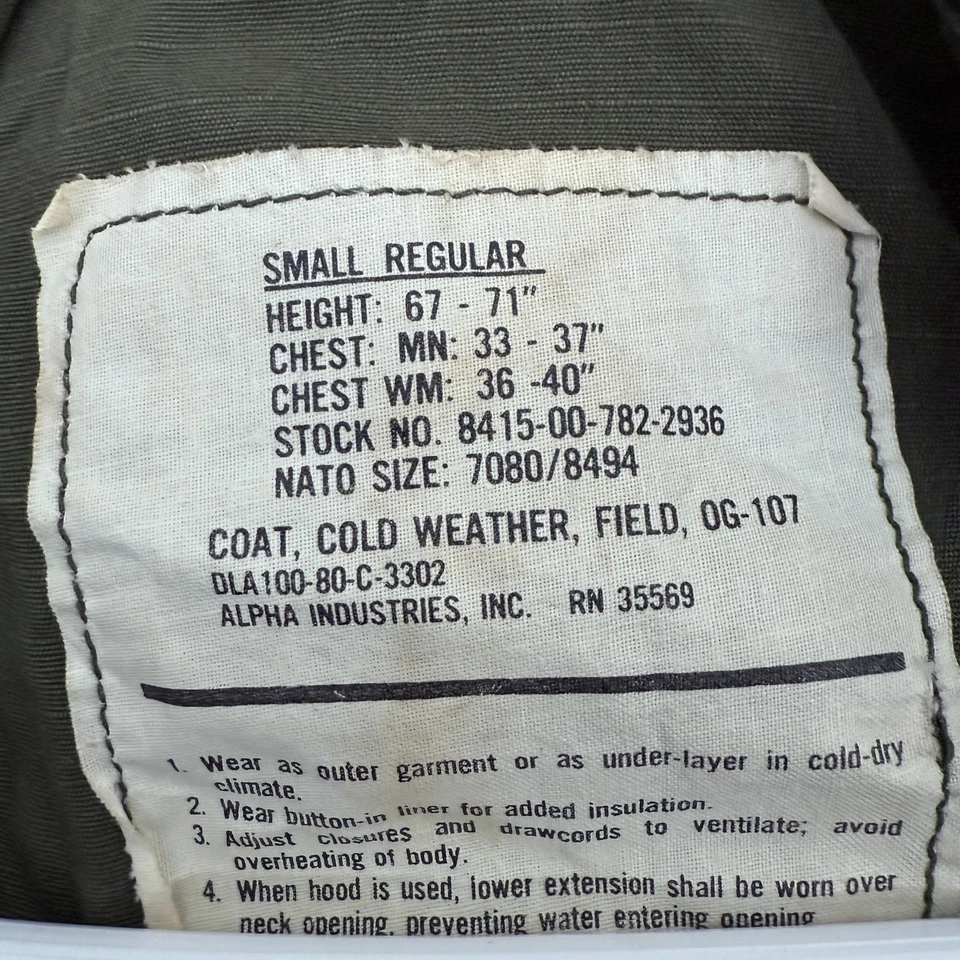 SMALL REGULAR
HEIGHT: 67 - 71"
CHEST: MN: 33 - 37"
CHEST WM: 36 -40"
STOCK NO. 8415-00-782-2936
NATO SIZE: 7080/8494
COAT, COLD WEATHER, FIELD, OG-107
DLA100-80-C-3302
ALPHA INDUSTRIES, INC. RN 35569
1. Wear as outer garment or as under-layer in cold-dry
climate.
2. Wear button-in liner for added insulation.
3. Adjust closures and drawcords to ventilate; avoid
overheating of body.
4. When hood is used, lower extension shall be worn over
neck opening, preventing water entering opening